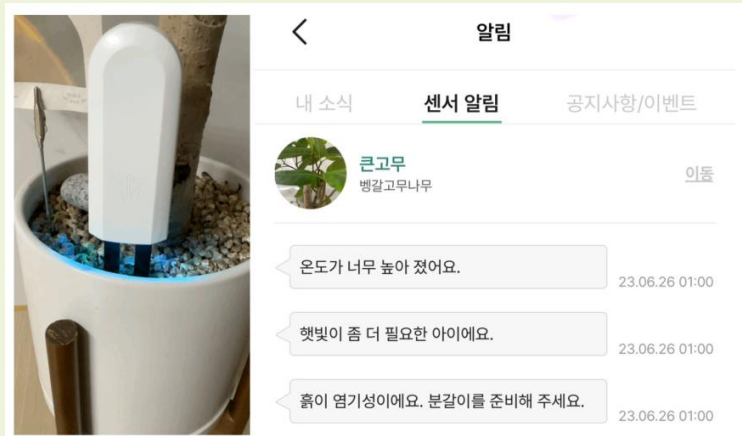 알림
내 소식
센서 알림
공지사항/이벤트
큰고무
벵갈고무나무
이동
온도가 너무 높아 졌어요.
23.06.26 01:00
햇빛이 좀 더 필요한 아이에요.
23.06.26 01:00
흙이 염기성이에요. 분갈이를 준비해 주세요.
23.06.26 01:00